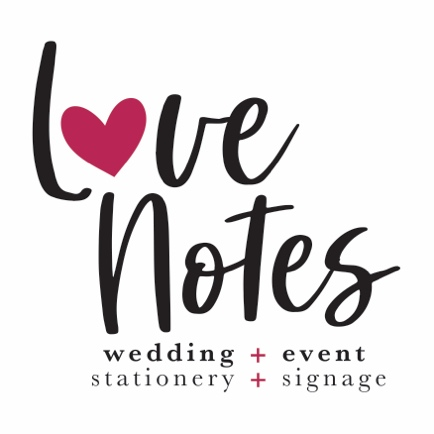 Love
Notes
wedding + event
stationery + signage